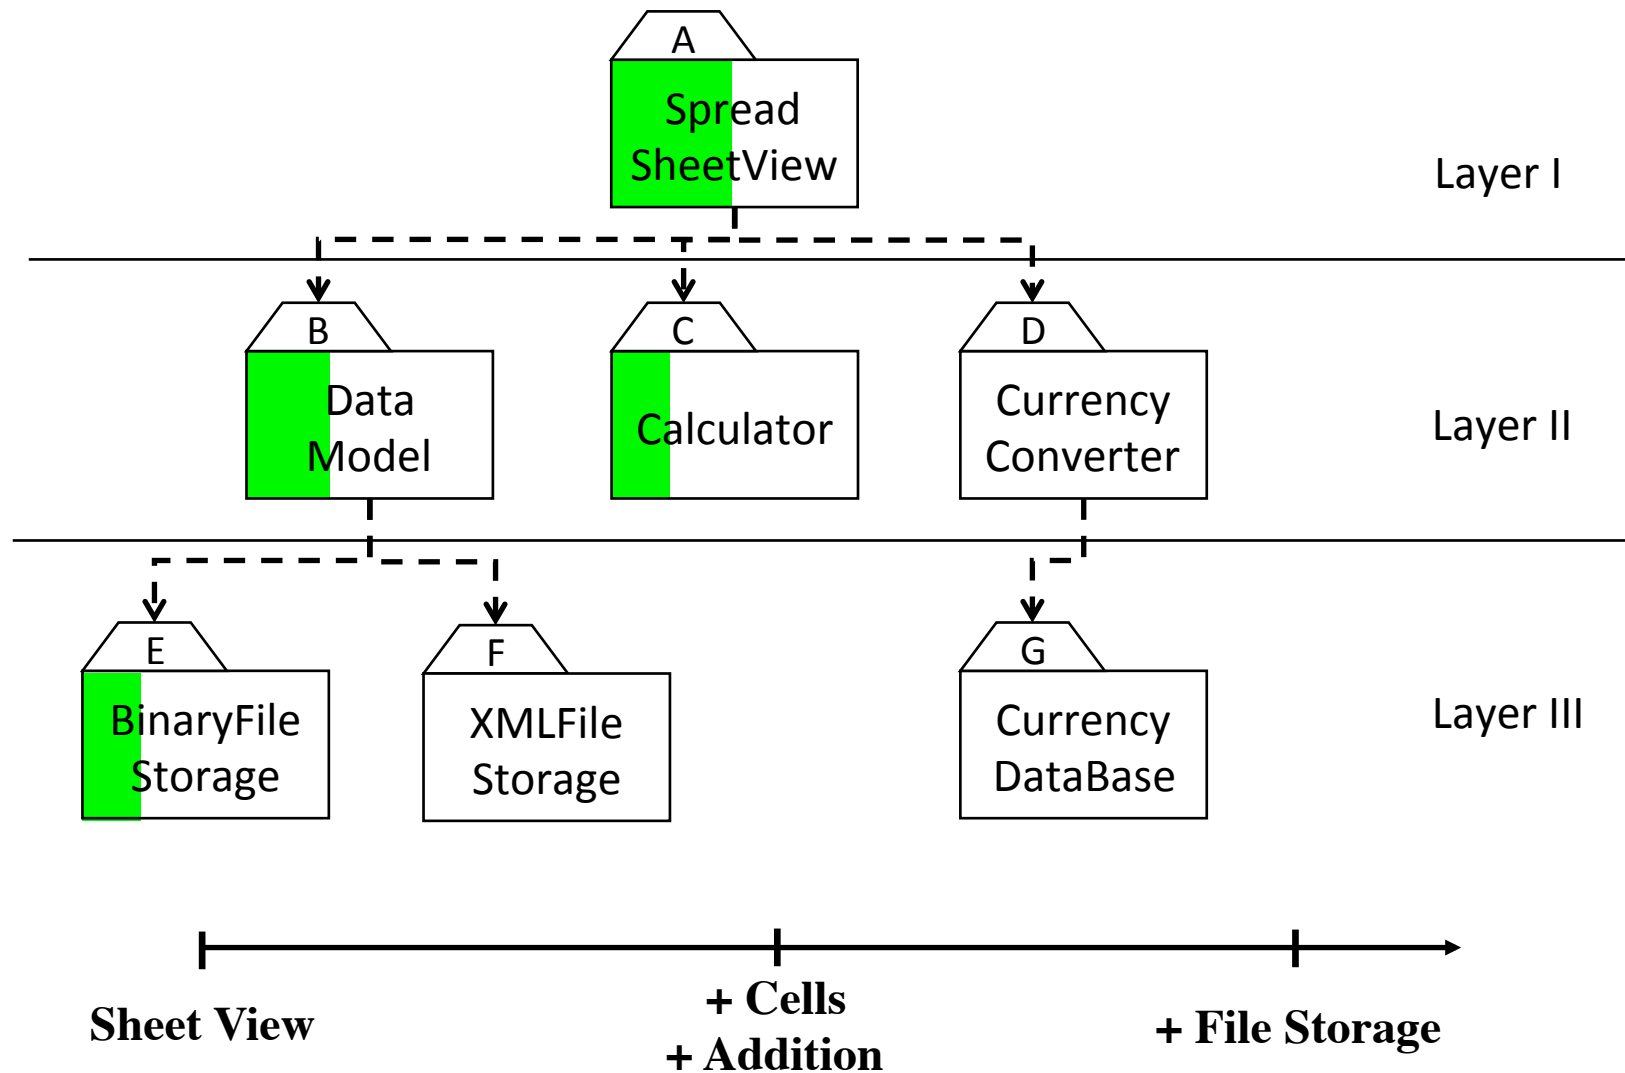 A
Spread
SheetView
Layer I
B
Data
Model
C
Calculator
D
Currency
Converter
Layer II
E
BinaryFile
Storage
F
XMLFile
Storage
G
Currency
DataBase
Layer III
Sheet View
+ Cells
+ Addition
+ File Storage